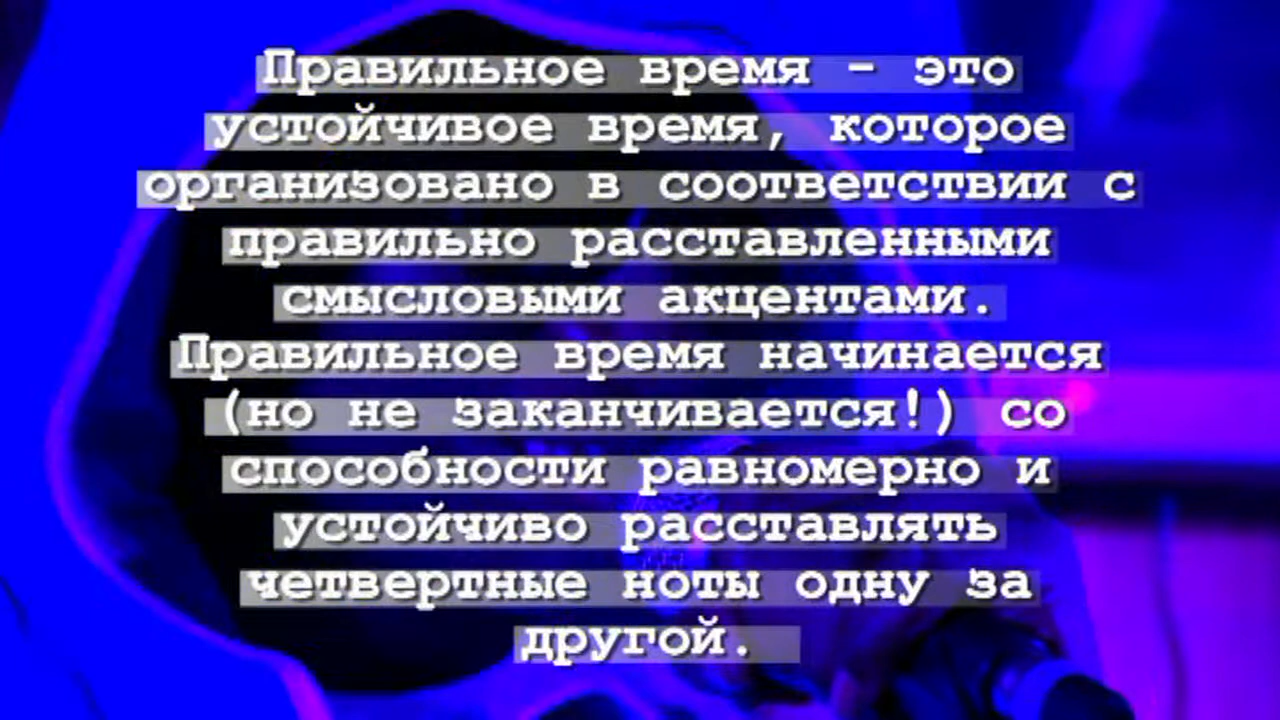 Правильное время - это
устойчивое время, которое
организовано в соответствии с
правильно расставленными
смысловыми акцентами.
Правильное время начинается
(но не заканчивается!) со
способности равномерно и
устойчиво расставлять
четвертные ноты одну за
другой.